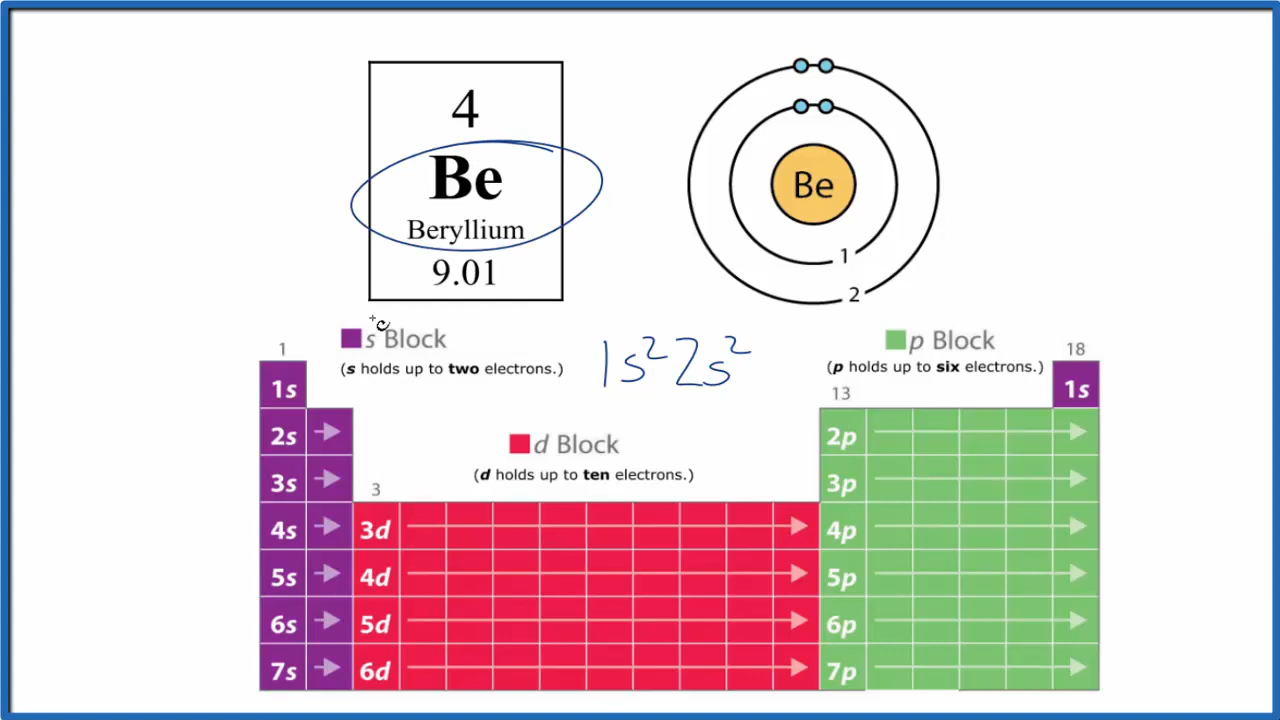 4
Be
Beryllium
9.01
Be
1
2
s Block
(s holds up to two electrons.)
1s²2s²
p Block
(p holds up to six electrons.)
d Block
(d holds up to ten electrons.)
1
18
13
3
1s
1s
2s
2p
3s
3p
4s
3d
4p
5s
4d
5p
6s
5d
6p
7s
6d
7p